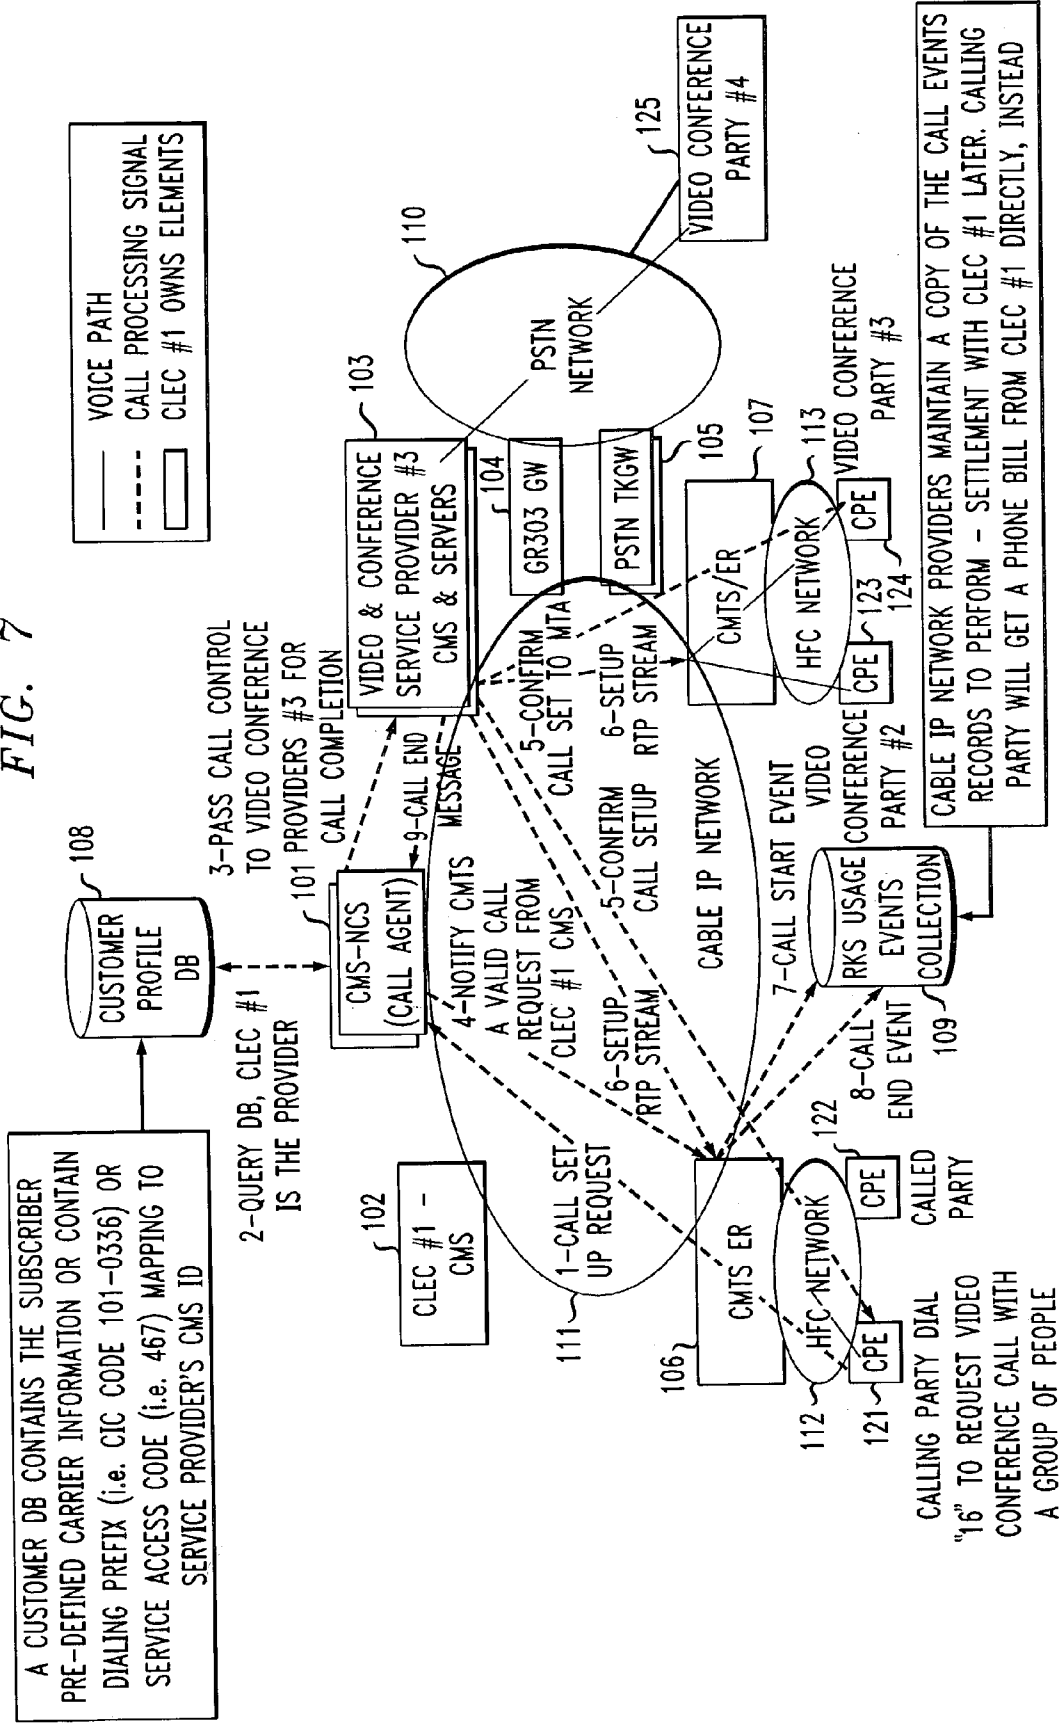 FIG. 7
A CUSTOMER DB CONTAINS THE SUBSCRIBER
PRE-DEFINED CARRIER INFORMATION OR CONTAIN
DIALING PREFIX (i.e. CIC CODE 101-0336) OR
SERVICE ACCESS CODE (i.e. 467) MAPPING TO
SERVICE PROVIDER'S CMS ID
108
CUSTOMER
PROFILE
DB
VOICE PATH
CALL PROCESSING SIGNAL
CLEC #1 OWNS ELEMENTS
2-QUERY DB, CLEC #1
IS THE PROVIDER
3-PASS CALL CONTROL
TO VIDEO CONFERENCE
PROVIDERS #3 FOR
CALL COMPLETION
101
CMS-NCS
(CALL AGENT)
102
CLEC #1 -
CMS
103
VIDEO & CONFERENCE
SERVICE PROVIDER #3
CMS & SERVERS
9-CALL END
MESSAGE
104
GR303 GW
PSTN TKGW
105
110
PSTN
NETWORK
125
VIDEO CONFERENCE
PARTY #4
111
1-CALL SET
UP REQUEST
4-NOTIFY CMTS
A VALID CALL
REQUEST FROM
CLEC #1 CMS
6-SETUP
RTP STREAM
5-CONFIRM
CALL SETUP
5-CONFIRM
CALL SET TO MTA
6-SETUP
RTP STREAM
CABLE IP NETWORK
106
CMTS ER
CMTS/ER
107
112
HFC NETWORK
HFC NETWORK
113
121
CPE
CPE
122
CPE
123
CPE
124
CALLED
PARTY
7-CALL START EVENT
8-CALL
END EVENT
RKS USAGE
EVENTS
COLLECTION
109
VIDEO
CONFERENCE
PARTY #2
VIDEO CONFERENCE
PARTY #3
CALLING PARTY DIAL
"16" TO REQUEST VIDEO
CONFERENCE CALL WITH
A GROUP OF PEOPLE
CABLE IP NETWORK PROVIDERS MAINTAIN A COPY OF THE CALL EVENTS
RECORDS TO PERFORM - SETTLEMENT WITH CLEC #1 LATER. CALLING
PARTY WILL GET A PHONE BILL FROM CLEC #1 DIRECTLY, INSTEAD